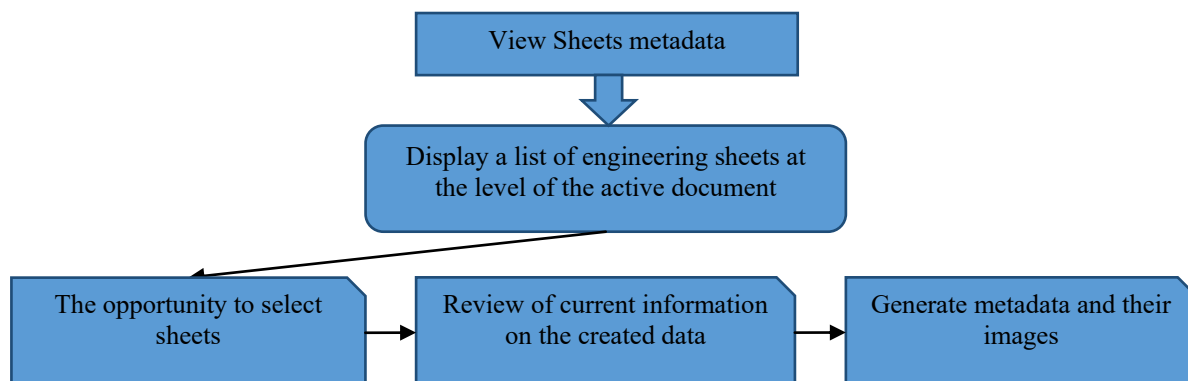 View Sheets metadata
Display a list of engineering sheets at
the level of the active document
The opportunity to select
sheets
Review of current information
on the created data
Generate metadata and their
images